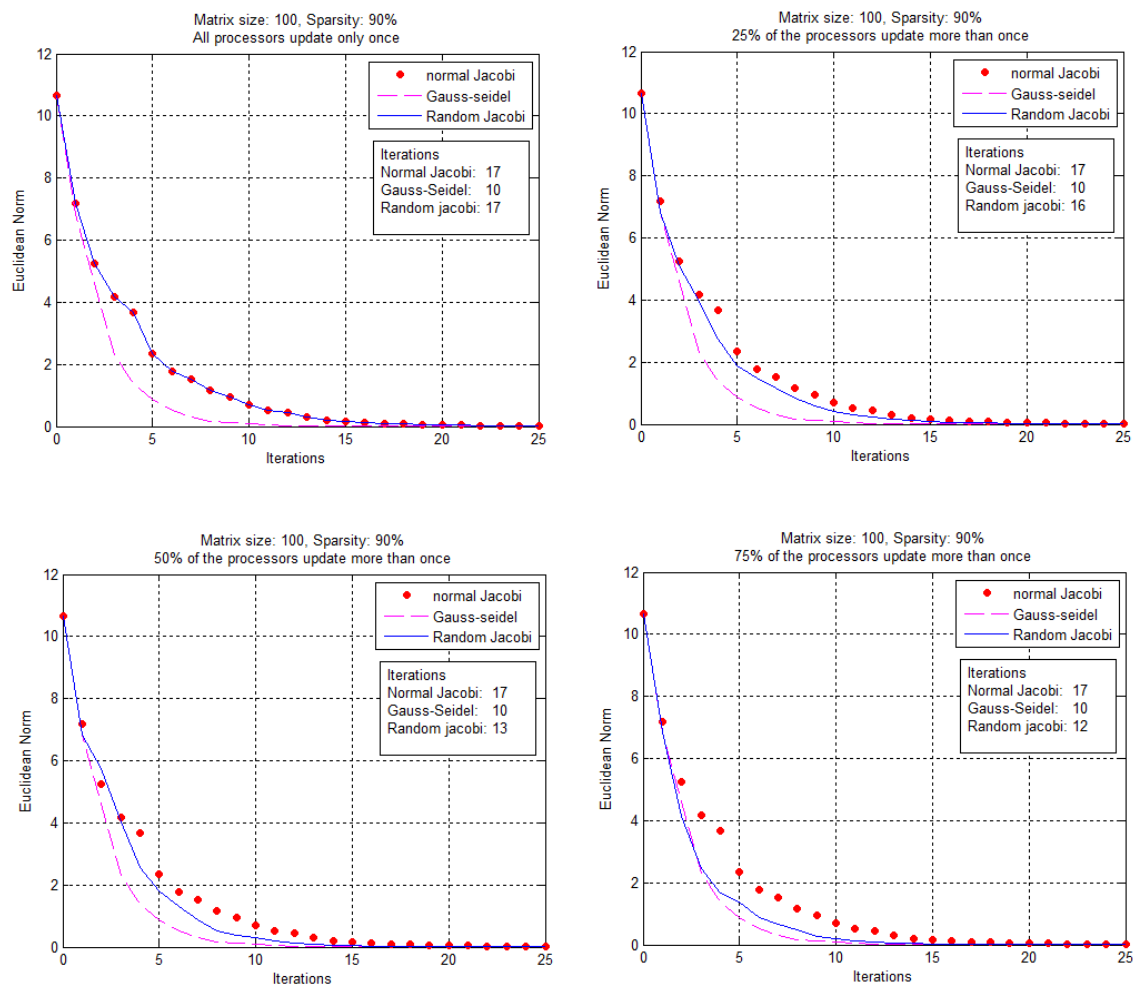 Matrix size: 100, Sparsity: 90%
All processors update only once
12
10
8
6
4
2
0
Euclidean Norm
normal Jacobi
Gauss-seidel
Random Jacobi
Iterations
Normal Jacobi: 17
Gauss-Seidel: 10
Random jacobi: 17
0 5 10 15 20 25
Iterations
Matrix size: 100, Sparsity: 90%
25% of the processors update more than once
12
10
8
6
4
2
0
Euclidean Norm
normal Jacobi
Gauss-seidel
Random Jacobi
Iterations
Normal Jacobi: 17
Gauss-Seidel: 10
Random jacobi: 16
0 5 10 15 20 25
Iterations
Matrix size: 100, Sparsity: 90%
50% of the processors update more than once
12
10
8
6
4
2
0
Euclidean Norm
normal Jacobi
Gauss-seidel
Random Jacobi
Iterations
Normal Jacobi: 17
Gauss-Seidel: 10
Random jacobi: 13
0 5 10 15 20 25
Iterations
Matrix size: 100, Sparsity: 90%
75% of the processors update more than once
12
10
8
6
4
2
0
Euclidean Norm
normal Jacobi
Gauss-seidel
Random Jacobi
Iterations
Normal Jacobi: 17
Gauss-Seidel: 10
Random jacobi: 12
0 5 10 15 20 25
Iterations